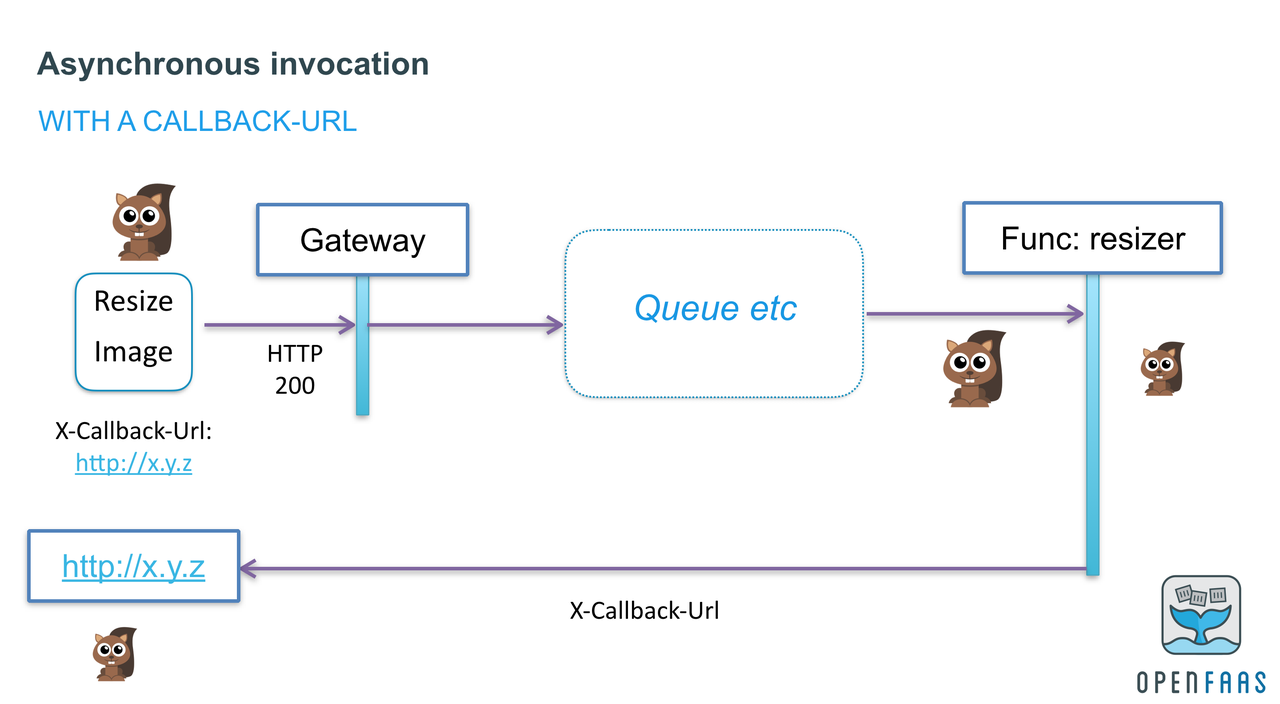 Asynchronous invocation
WITH A CALLBACK-URL
Gateway
Func: resizer
Resize
Image
Queue etc
HTTP
200
X-Callback-Url:
http://x.y.z
http://x.y.z
X-Callback-Url
OPENFAAS